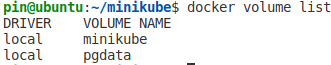 pin@ubuntu:~/minikube$ docker volume list
DRIVER    VOLUME NAME
local     minikube
local     pgdata